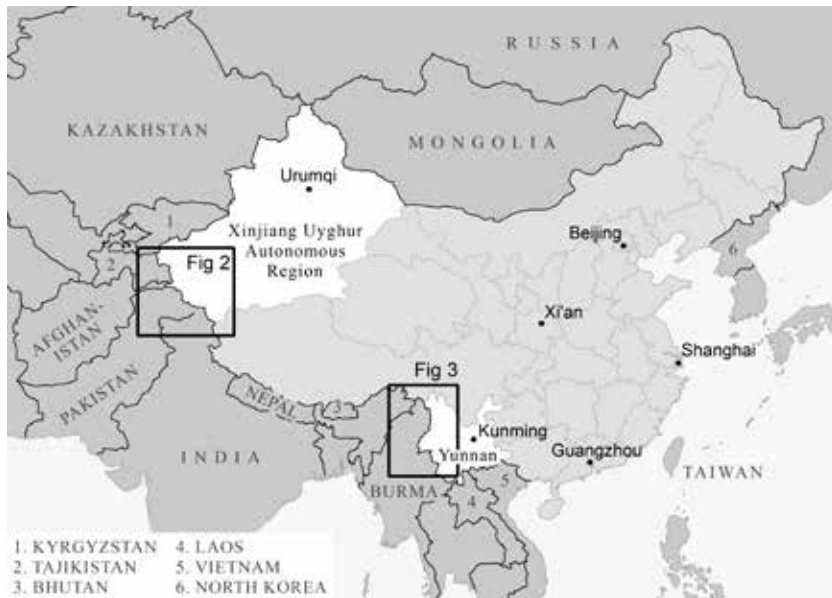 RUSSIA
KAZAKHSTAN
MONGOLIA
Urumqi
1
Xinjiang Uyghur
Autonomous
Region
Beijing
6
2
Fig 2
Xi'an
AFGHAN-
ISTAN
Shanghai
PAKISTAN
Fig 3
NEPAL
3
Kunming
Yunnan
Guangzhou
INDIA
TAIWAN
BURMA
5
4
1. KYRGYZSTAN
2. TAJIKISTAN
3. BHUTAN
4. LAOS
5. VIETNAM
6. NORTH KOREA